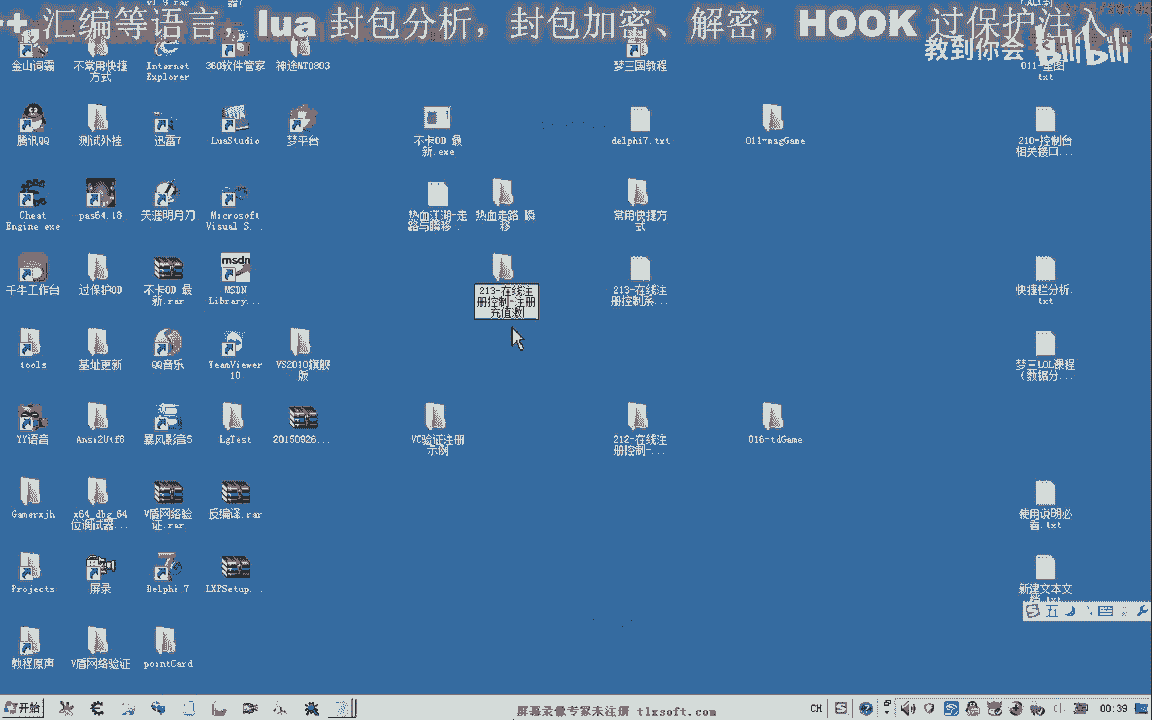 汇编等语言，lua 封包分析，封包加密、解密，HOOK 过保护注入
教到你会 bilibili
金山词霸
不常用快捷
方式
Internet
Explorer
360软件管家
神途NT0803
梦三国教程
txt
腾讯QQ
测试外挂
迅雷7
LuaStudio
梦平台
不卡OD 最
新.exe
delphi7.txt
011-msgGame
210-控制台
相关接口...
Cheat
Engine.exe
pas64.18
天涯明月刀
Microsoft
Visual S...
热血江湖-走
路与瞬移...
热血走路 瞬
移
常用快捷方
式
千牛工作台
过保护OD
不卡OD 最
新.rar
MSDN
Library...
213-在线注
册控制-注册
充值源
213-在线注
册控制系...
快捷栏分析.
txt
tools
基址更新
QQ音乐
TeamViewer
10
VS2010旗舰
版
梦三LOL课程
(数据分...
YY语音
Ansi2Utf8
暴风影音5
LgTest
20150926...
VC验证注册
示例
212-在线注
册控制-...
016-tdGame
Gamerxjh
x64_dbg_64
位调试器...
V盾网络验
证.rar
反编译.rar
使用说明必
看.txt
Projects
屏录
Delphi 7
LXPSetup...
新建文本文
档.txt
五
教程原声
V盾网络验证
pointCard
开始
屏幕录像专家未注册 tlxsoft.com
CH
00:39